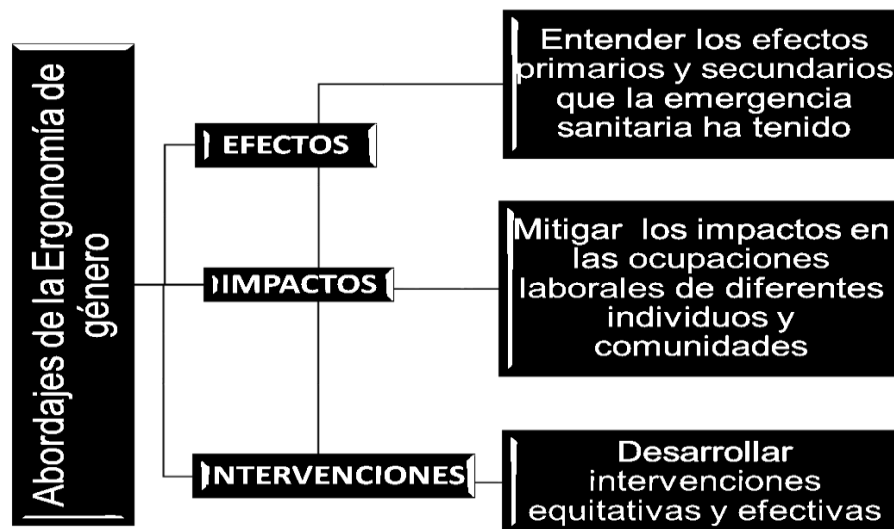 Abordajes de la Ergonomía de
género
EFECTOS
Entender los efectos
primarios y secundarios
que la emergencia
sanitaria ha tenido
IMPACTOS
Mitigar los impactos en
las ocupaciones
laborales de diferentes
individuos y
comunidades
INTERVENCIONES
Desarrollar
intervenciones
equitativas y efectivas